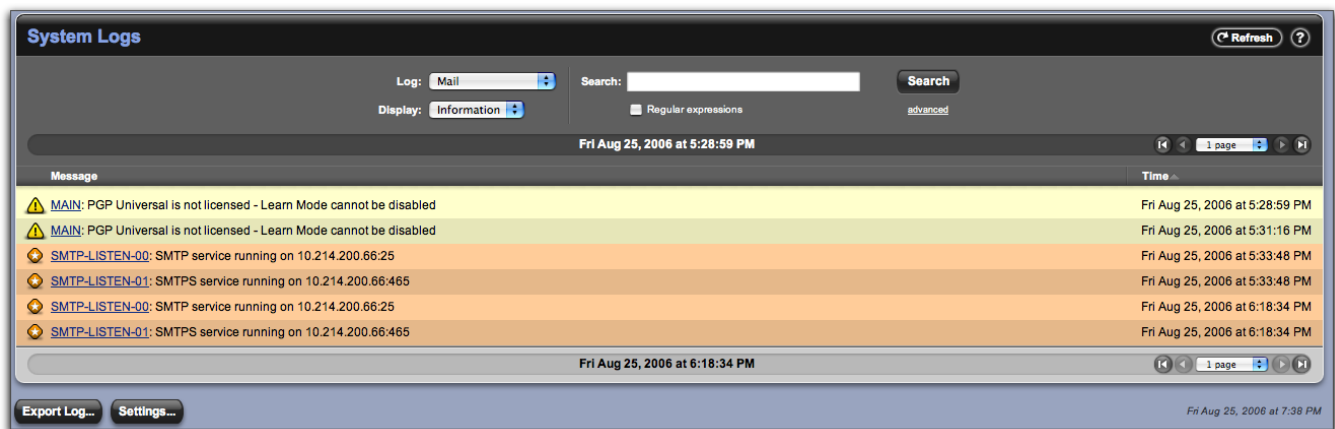 System Logs
Refresh ?
Log: Mail Search: Search
Display: Information Regular expressions advanced
Fri Aug 25, 2006 at 5:28:59 PM 1 page
Message Time
MAIN: PGP Universal is not licensed - Learn Mode cannot be disabled Fri Aug 25, 2006 at 5:28:59 PM
MAIN: PGP Universal is not licensed - Learn Mode cannot be disabled Fri Aug 25, 2006 at 5:31:16 PM
SMTP-LISTEN-00: SMTP service running on 10.214.200.66:25 Fri Aug 25, 2006 at 5:33:48 PM
SMTP-LISTEN-01: SMTPS service running on 10.214.200.66:465 Fri Aug 25, 2006 at 5:33:48 PM
SMTP-LISTEN-00: SMTP service running on 10.214.200.66:25 Fri Aug 25, 2006 at 6:18:34 PM
SMTP-LISTEN-01: SMTPS service running on 10.214.200.66:465 Fri Aug 25, 2006 at 6:18:34 PM
Fri Aug 25, 2006 at 6:18:34 PM 1 page
Export Log... Settings... Fri Aug 25, 2006 at 7:38 PM